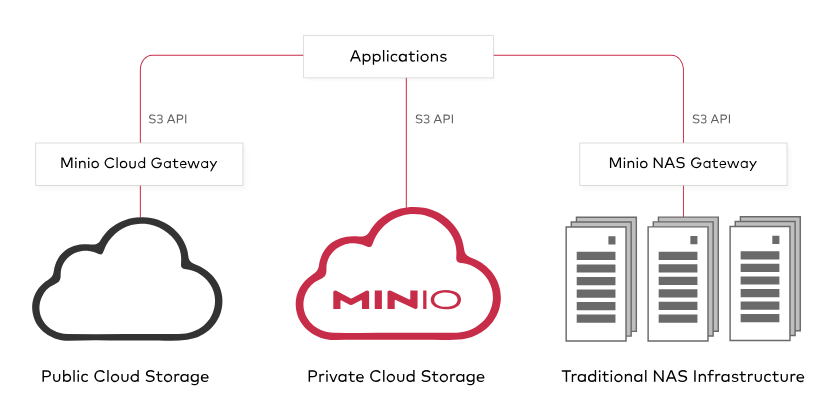 Applications
S3 API
S3 API
S3 API
Minio Cloud Gateway
Minio NAS Gateway
MINIO
Public Cloud Storage
Private Cloud Storage
Traditional NAS Infrastructure